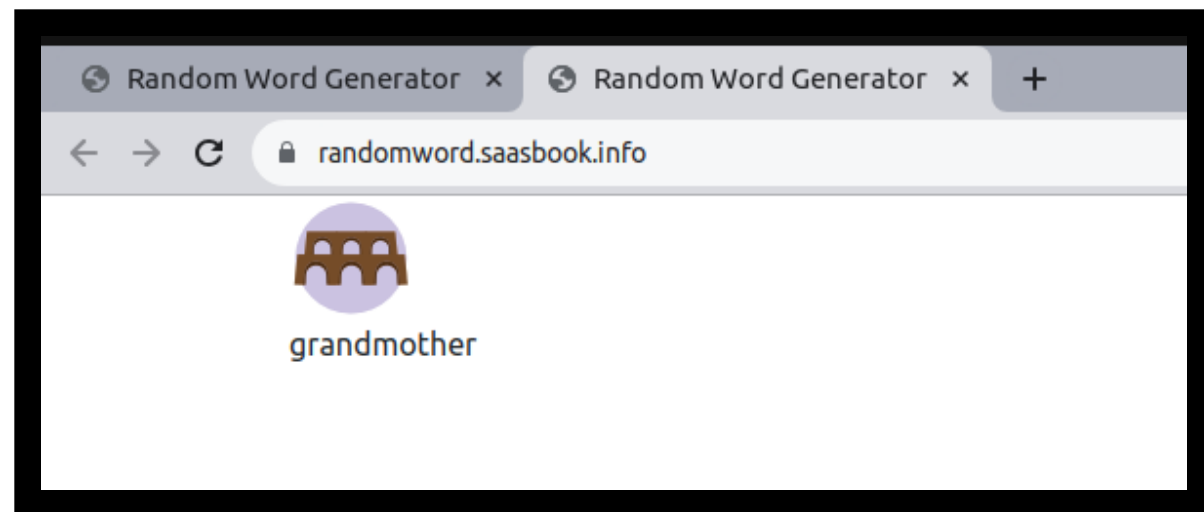 Random Word Generator × Random Word Generator × +
randomword.saasbook.info
grandmother